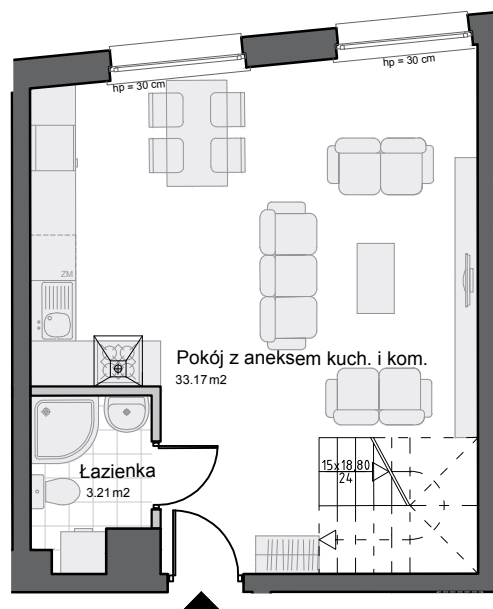 hp = 30 cm
hp = 30 cm
ZM
Pokój z aneksem kuch. i kom.
33.17 m2
Łazienka
3.21 m2
15x18,80
24